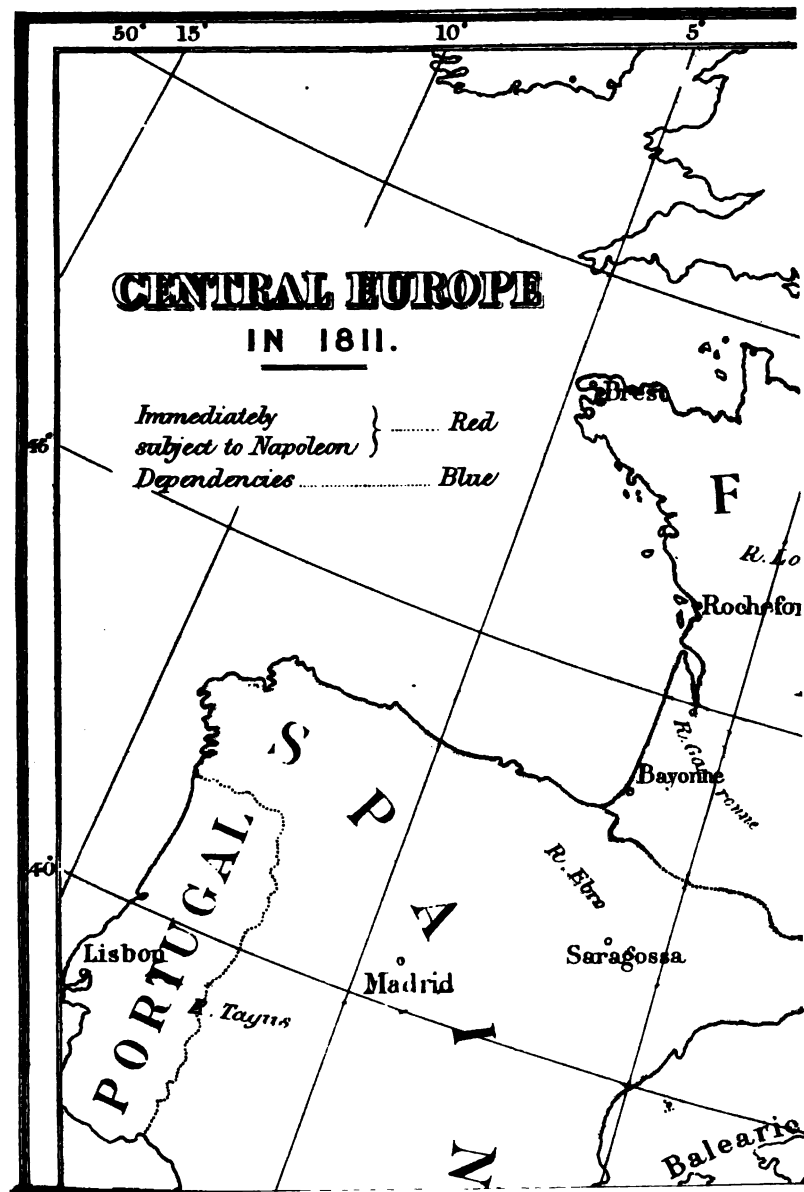 50° 15° 10° 5°
CENTRAL EUROPE
IN 1811.
Immediately
subject to Napoleon } ........ Red
Dependencies ........ Blue
Brest
45°
F
R. Lo
Rochefor
S
R. Garonne
Bayonne
P
PORTUGAL
R. Ebro
40°
A
Lisbon
Saragossa
Madrid
R. Tagus
I
N
Balearic